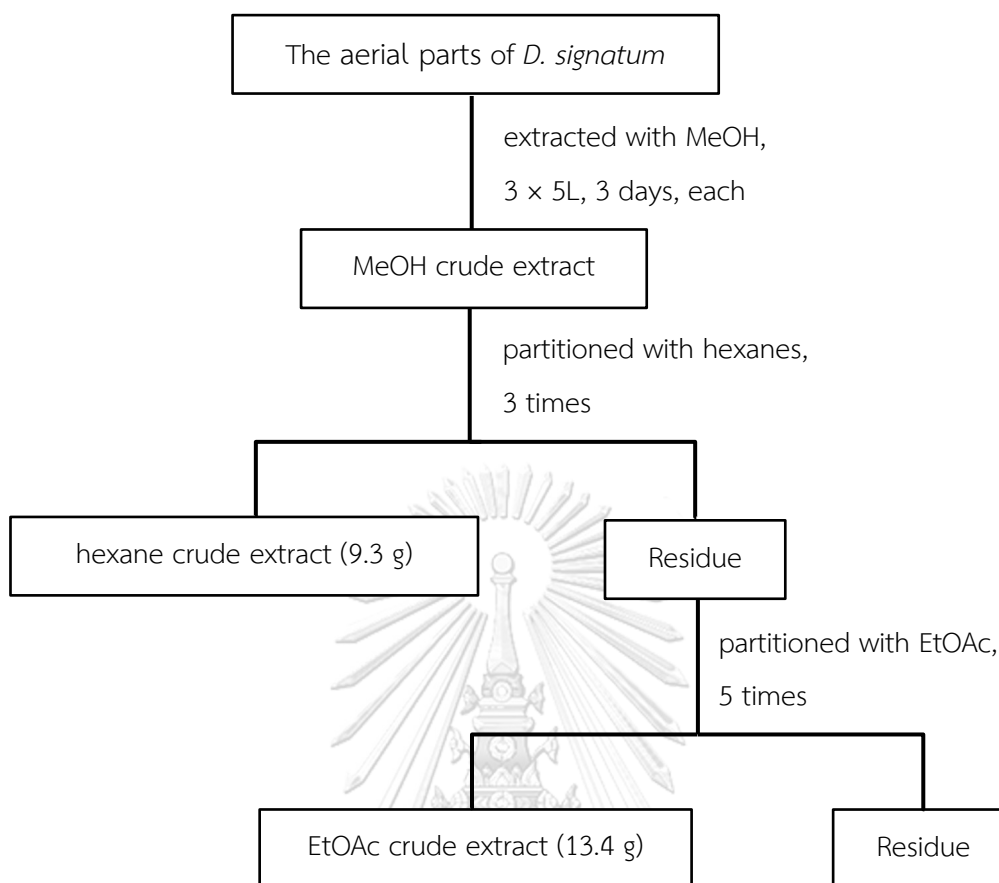 The aerial parts of D. signatum
extracted with MeOH,
3 × 5L, 3 days, each
MeOH crude extract
partitioned with hexanes,
3 times
hexane crude extract (9.3 g)
Residue
partitioned with EtOAc,
5 times
EtOAc crude extract (13.4 g)
Residue